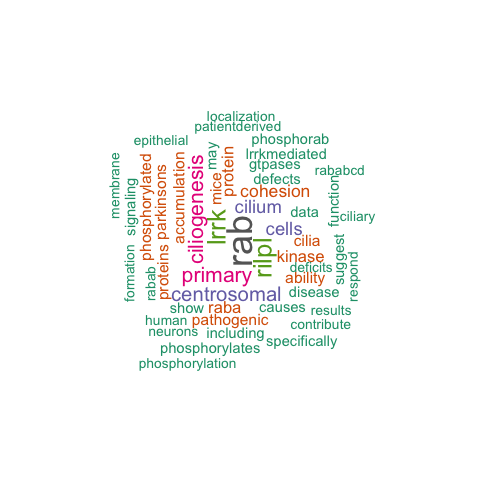 localization
patientderived
epithelial
phosphorab
may
lrrkmediated
membrane
phosphorylated
parkinsons
accumulation
ciliogenesis
mice
protein
gtpases
rababcd
defects
signaling
lrrk
cohesion
function
cilium
data
ciliary
rab
cells
rilpl
cilia
kinase
suggest
respond
deficits
primary
ability
formation
rabab
proteins
centrosomal
disease
show
raba
causes
results
human
pathogenic
contribute
neurons
including
specifically
phosphorylates
phosphorylation